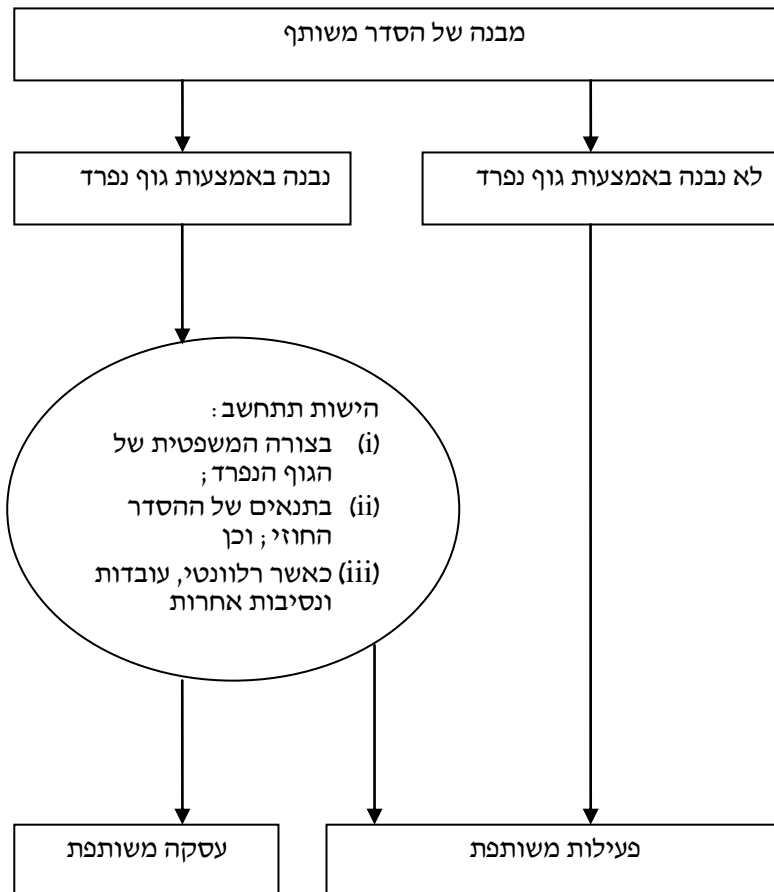 מבנה של הסדר משותף
לא נבנה באמצעות גוף נפרד
נבנה באמצעות גוף נפרד
הישות תתחשב:
(i) בצורה המשפטית של
הגוף הנפרד;
(ii) בתנאים של ההסדר
החוזי; וכן
(iii) כאשר רלוונטי, עובדות
ונסיבות אחרות
פעילות משותפת
עסקה משותפת